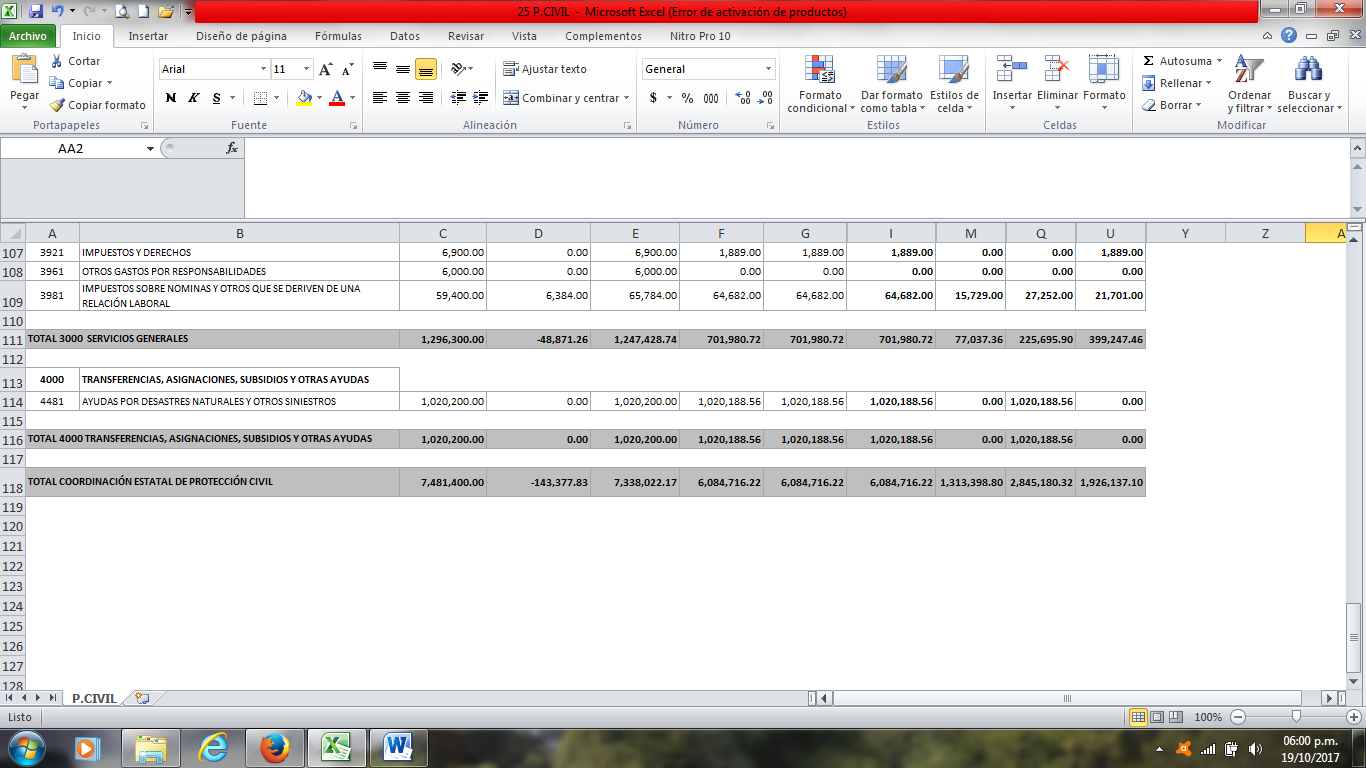 25 P.CIVIL - Microsoft Excel (Error de activación de productos)
Archivo Inicio Insertar Diseño de página Fórmulas Datos Revisar Vista Complementos Nitro Pro 10
Pegar Cortar Copiar Copiar formato Portapapeles
Arial 11 N K S Fuente
Ajustar texto Combinar y centrar Alineación
General $ % 000 Número
Formato condicional Dar formato como tabla Estilos de celda Estilos
Insertar Eliminar Formato Celdas
Σ Autosuma Rellenar Borrar Ordenar y filtrar Buscar y seleccionar Modificar
AA2 fx
A B C D E F G I M Q U Y Z A
107 3921 IMPUESTOS Y DERECHOS 6,900.00 0.00 6,900.00 1,889.00 1,889.00 1,889.00 0.00 0.00 1,889.00
108 3961 OTROS GASTOS POR RESPONSABILIDADES 6,000.00 0.00 6,000.00 0.00 0.00 0.00 0.00 0.00 0.00
109 3981 IMPUESTOS SOBRE NOMINAS Y OTROS QUE SE DERIVEN DE UNA RELACIÓN LABORAL 59,400.00 6,384.00 65,784.00 64,682.00 64,682.00 64,682.00 15,729.00 27,252.00 21,701.00
110
111 TOTAL 3000 SERVICIOS GENERALES 1,296,300.00 -48,871.26 1,247,428.74 701,980.72 701,980.72 701,980.72 77,037.36 225,695.90 399,247.46
112
113 4000 TRANSFERENCIAS, ASIGNACIONES, SUBSIDIOS Y OTRAS AYUDAS
114 4481 AYUDAS POR DESASTRES NATURALES Y OTROS SINIESTROS 1,020,200.00 0.00 1,020,200.00 1,020,188.56 1,020,188.56 1,020,188.56 0.00 1,020,188.56 0.00
115
116 TOTAL 4000 TRANSFERENCIAS, ASIGNACIONES, SUBSIDIOS Y OTRAS AYUDAS 1,020,200.00 0.00 1,020,200.00 1,020,188.56 1,020,188.56 1,020,188.56 0.00 1,020,188.56 0.00
117
118 TOTAL COORDINACIÓN ESTATAL DE PROTECCIÓN CIVIL 7,481,400.00 -143,377.83 7,338,022.17 6,084,716.22 6,084,716.22 6,084,716.22 1,313,398.80 2,845,180.32 1,926,137.10
119
120
121
122
123
124
125
126
127
128
P.CIVIL
Listo 100%
06:00 p.m.
19/10/2017